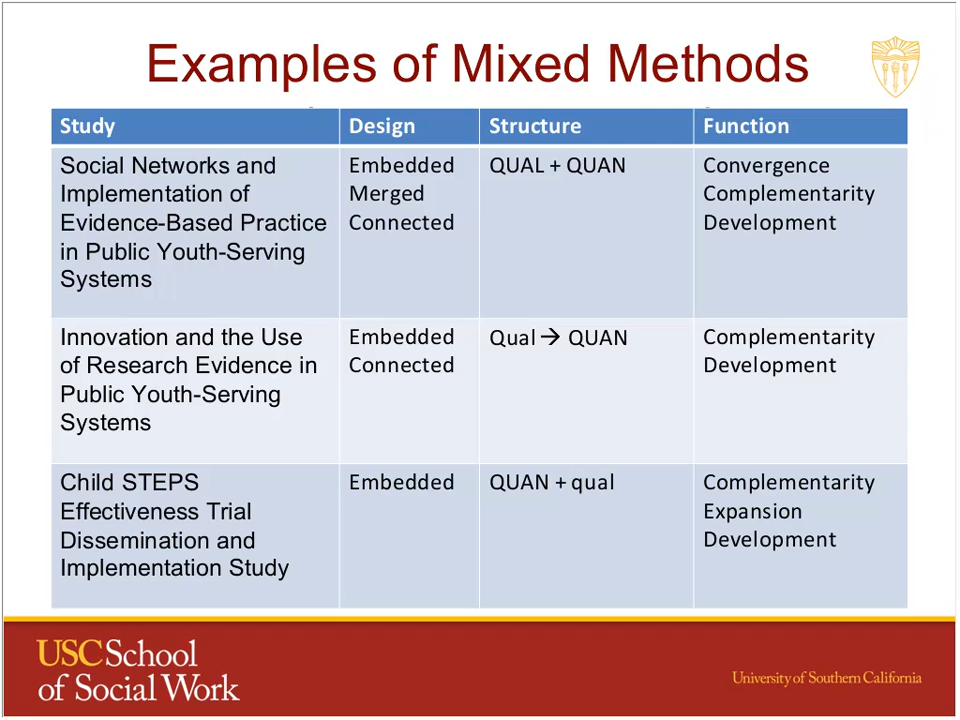 Examples of Mixed Methods
Study Design Structure Function
Social Networks and
Implementation of
Evidence-Based Practice
in Public Youth-Serving
Systems
Embedded
Merged
Connected
QUAL + QUAN
Convergence
Complementarity
Development
Innovation and the Use
of Research Evidence in
Public Youth-Serving
Systems
Embedded
Connected
Qual → QUAN
Complementarity
Development
Child STEPS
Effectiveness Trial
Dissemination and
Implementation Study
Embedded
QUAN + qual
Complementarity
Expansion
Development
USC School
of Social Work
University of Southern California